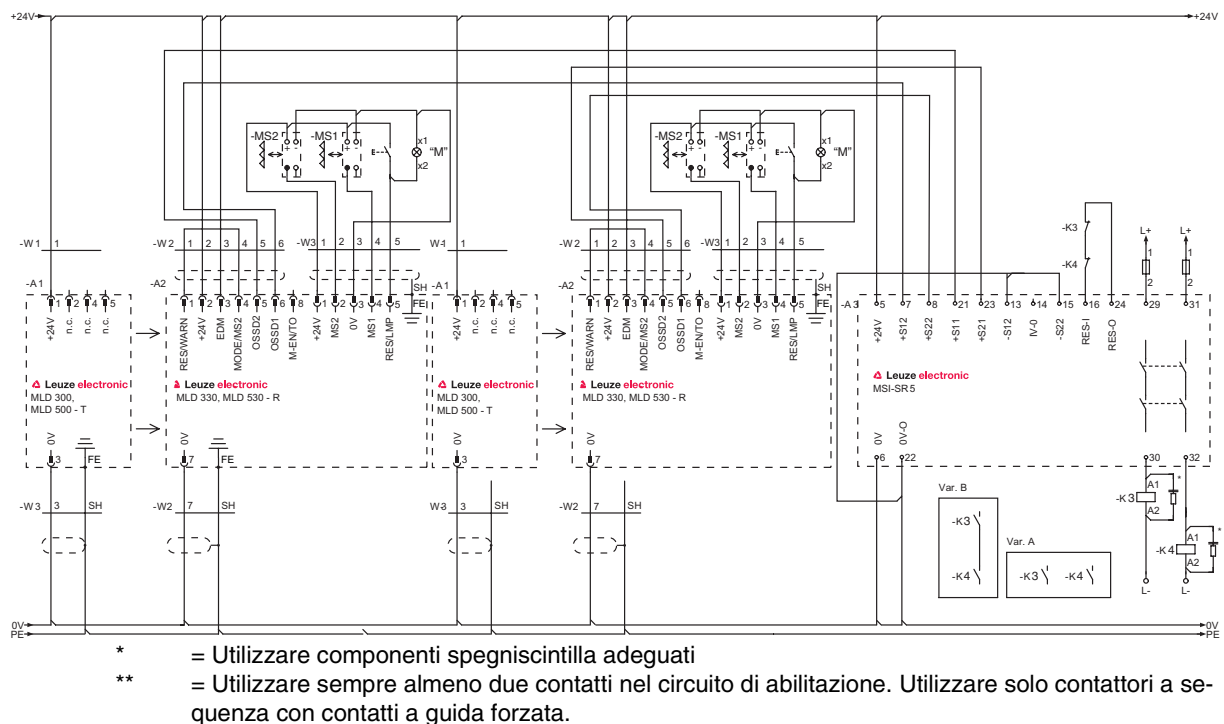 +24V +24V
-MS2 -MS1 x1 "M" x2 E
-MS2 -MS1 x1 "M" x2 E
-K3 -K4 L+ L+
1 2 1 2
-W1 1
-W2 1 2 3 4 5 6
-W3 1 2 3 4 5
W-1 1
-W2 1 2 3 4 5 6
-W3 1 2 3 4 5
-A1 1 2 4 5
-A2 1 2 3 4 5 6 8 1 2 3 4 5 SH FE
-A1 1 2 4 5
-A2 1 2 3 4 5 6 8 1 2 3 4 5 SH FE
-A3 5 7 8 21 23 13 14 15 16 24 29 31
+24V n.c. n.c. n.c.
RES/WARN +24V EDM MODE/MS2 OSSD2 OSSD1 M-EN/TO +24V MS2 0V MS1 RES/LMP
+24V n.c. n.c. n.c.
RES/WARN +24V EDM MODE/MS2 OSSD2 OSSD1 M-EN/TO +24V MS2 0V MS1 RES/LMP
+24V +S12 +S22 +S11 +S21 -S12 IV-0 -S22 RES-I RES-O
Leuze electronic
MLD 300,
MLD 500 - T
Leuze electronic
MLD 330, MLD 530 - R
Leuze electronic
MLD 300,
MLD 500 - T
Leuze electronic
MLD 330, MLD 530 - R
Leuze electronic
MSI-SR5
0V 3 FE
0V 7 FE
0V 3
0V 7
0V 0V-O 6 22 30 32
-W3 3 SH
-W2 7 SH
W-3 3 SH
-W2 7 SH
Var. B
-K3
-K4
Var. A
-K3 -K4
-K3 A1 A2 *
-K4 A1 A2 *
L- L-
0V 0V
PE PE
* = Utilizzare componenti spegniscintilla adeguati
** = Utilizzare sempre almeno due contatti nel circuito di abilitazione. Utilizzare solo contattori a se-
quenza con contatti a guida forzata.